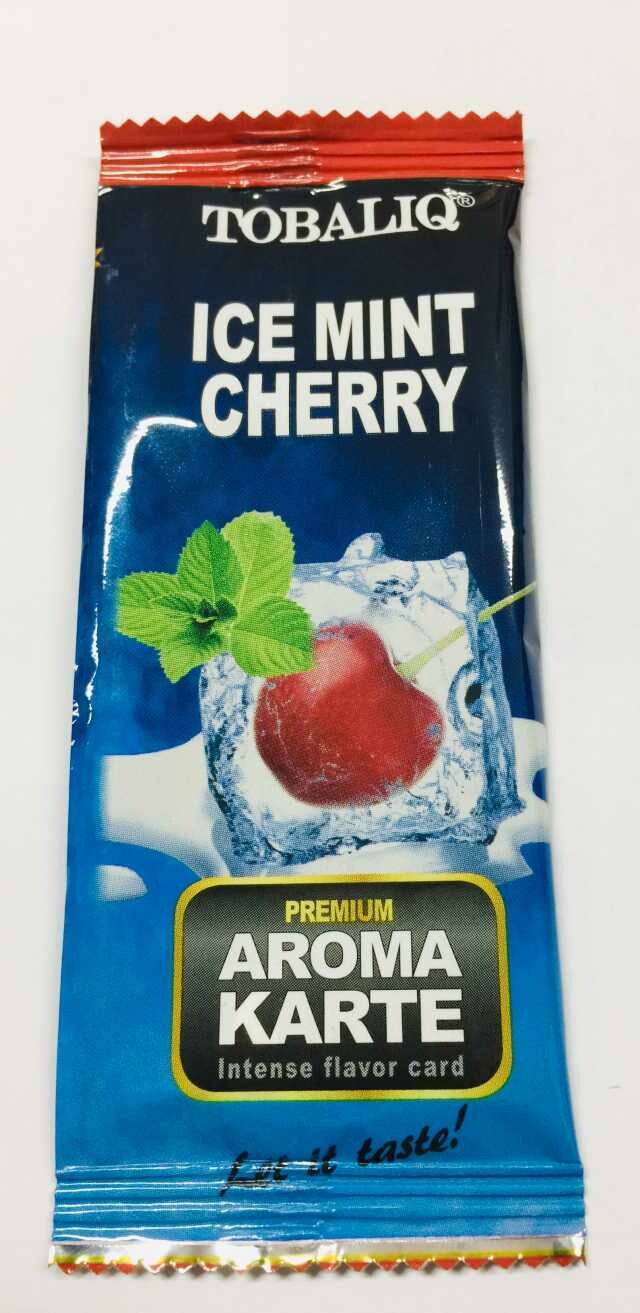 TOBALIQ®
ICE MINT
CHERRY
PREMIUM
AROMA
KARTE
Intense flavor card
Let it taste!